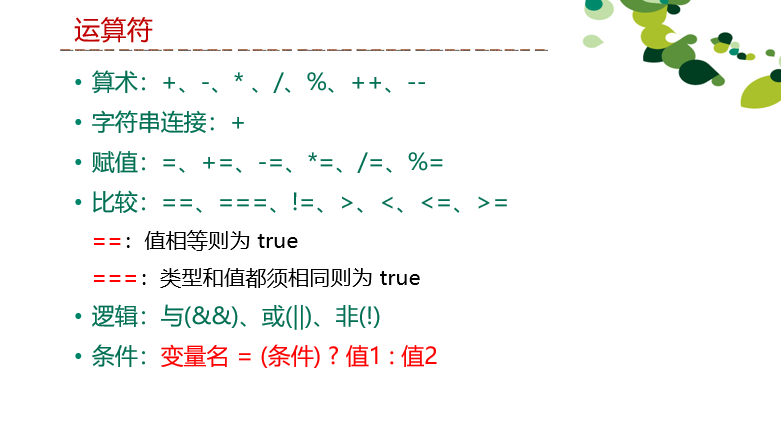 运算符
• 算术：+、-、* 、/、%、++、--
• 字符串连接：+
• 赋值：=、+=、-=、*=、/=、%=
• 比较：==、===、!=、>、<、<=、>=
==：值相等则为 true
===：类型和值都须相同则为 true
• 逻辑：与(&&)、或(||)、非(!)
• 条件：变量名 = (条件) ? 值1 : 值2